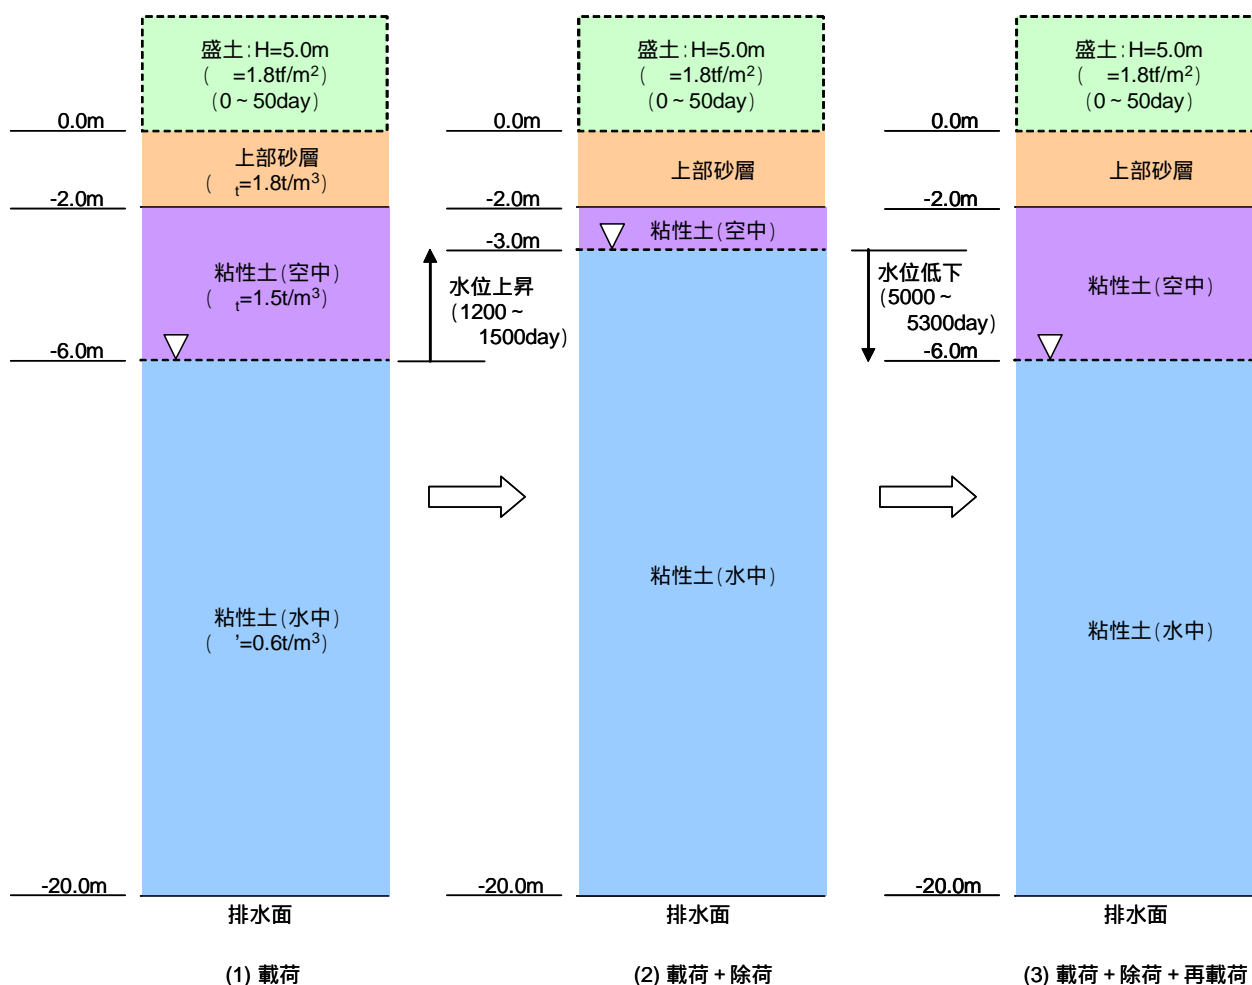 盛土:H=5.0m
( =1.8tf/m²)
(0~50day)
0.0m
上部砂層
( t=1.8t/m³)
-2.0m
粘性土(空中)
( t=1.5t/m³)
-6.0m
粘性土(水中)
( '=0.6t/m³)
-20.0m
排水面
(1) 載荷
水位上昇
(1200~
1500day)
盛土:H=5.0m
( =1.8tf/m²)
(0~50day)
0.0m
上部砂層
-2.0m
粘性土(空中)
-3.0m
粘性土(水中)
-20.0m
排水面
(2) 載荷+除荷
水位低下
(5000~
5300day)
盛土:H=5.0m
( =1.8tf/m²)
(0~50day)
0.0m
上部砂層
-2.0m
粘性土(空中)
-6.0m
粘性土(水中)
-20.0m
排水面
(3) 載荷+除荷+再載荷